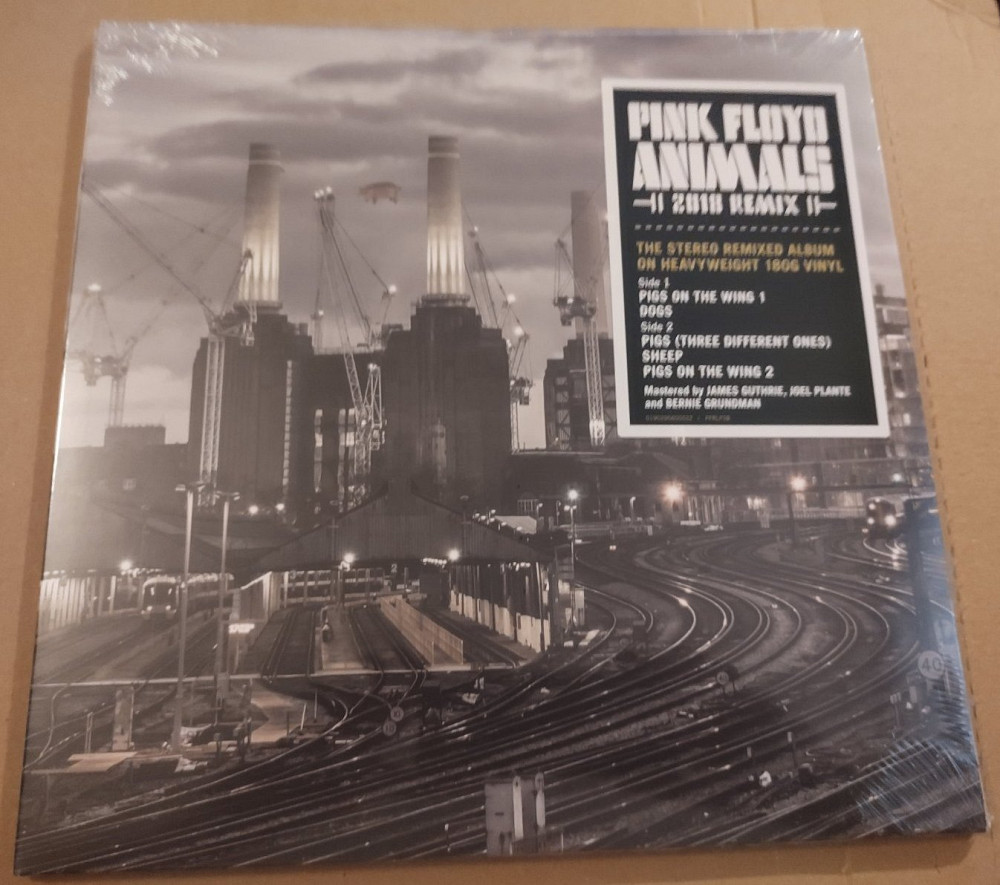 PINK FLOYD
ANIMALS
2018 REMIX
THE STEREO REMIXED ALBUM
ON HEAVYWEIGHT 180G VINYL
Side 1
PIGS ON THE WING 1
DOGS
Side 2
PIGS (THREE DIFFERENT ONES)
SHEEP
PIGS ON THE WING 2
Mastered by JAMES GUTHRIE, JOEL PLANTE
and BERNIE GRUNDMAN
40